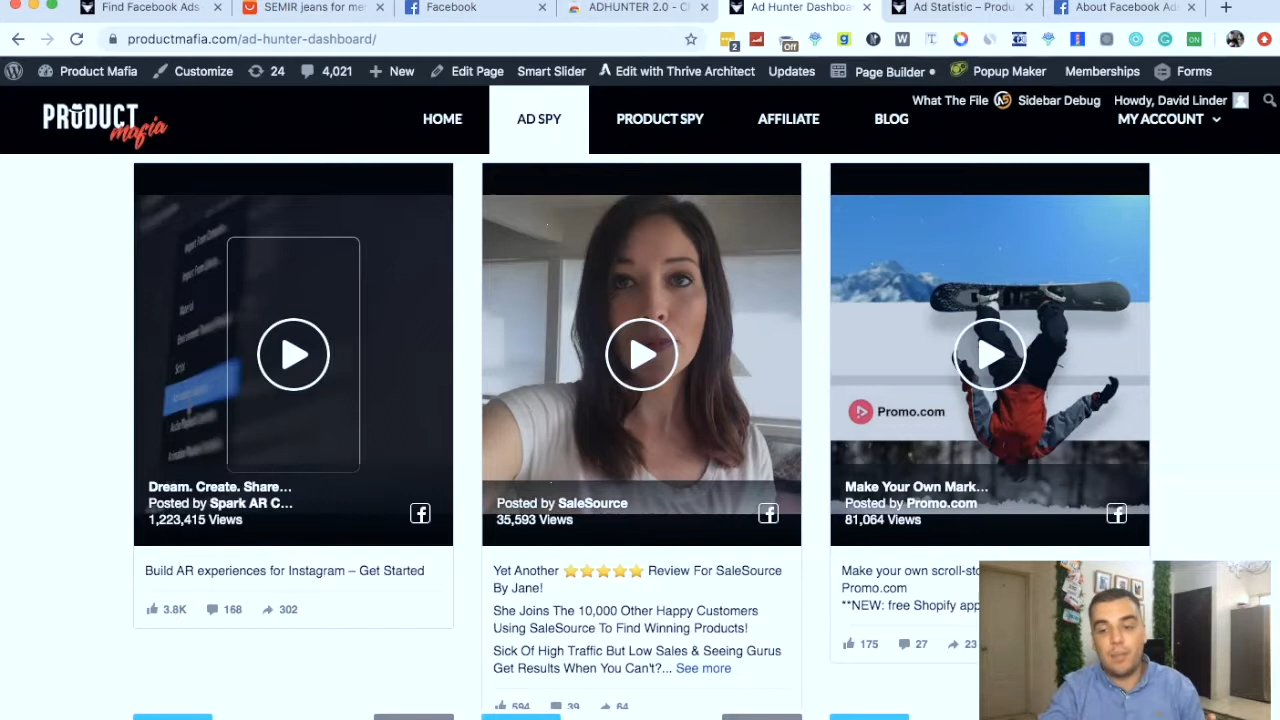 Find Facebook Ads
SEMIR jeans for me
Facebook
ADHUNTER 2.0 - C
Ad Hunter Dashboa
Ad Statistic – Produ
About Facebook Ad
productmafia.com/ad-hunter-dashboard/
2
Off
W
ON
Product Mafia
Customize
24
4,021
New
Edit Page
Smart Slider
Edit with Thrive Architect
Updates
Page Builder
Popup Maker
Memberships
Forms
What The File
Sidebar Debug
Howdy, David Linder
PRODUCT
mafia
HOME
AD SPY
PRODUCT SPY
AFFILIATE
BLOG
MY ACCOUNT
Script
Dream. Create. Share...
Posted by Spark AR C...
1,223,415 Views
Build AR experiences for Instagram – Get Started
3.8K 168 302
Posted by SaleSource
35,593 Views
Yet Another ⭐⭐⭐⭐⭐ Review For SaleSource
By Jane!
She Joins The 10,000 Other Happy Customers
Using SaleSource To Find Winning Products!
Sick Of High Traffic But Low Sales & Seeing Gurus
Get Results When You Can't?... See more
594 39 64
Promo.com
Make Your Own Mark...
Posted by Promo.com
81,064 Views
Make your own scroll-sto
Promo.com
**NEW: free Shopify app
175 27 23